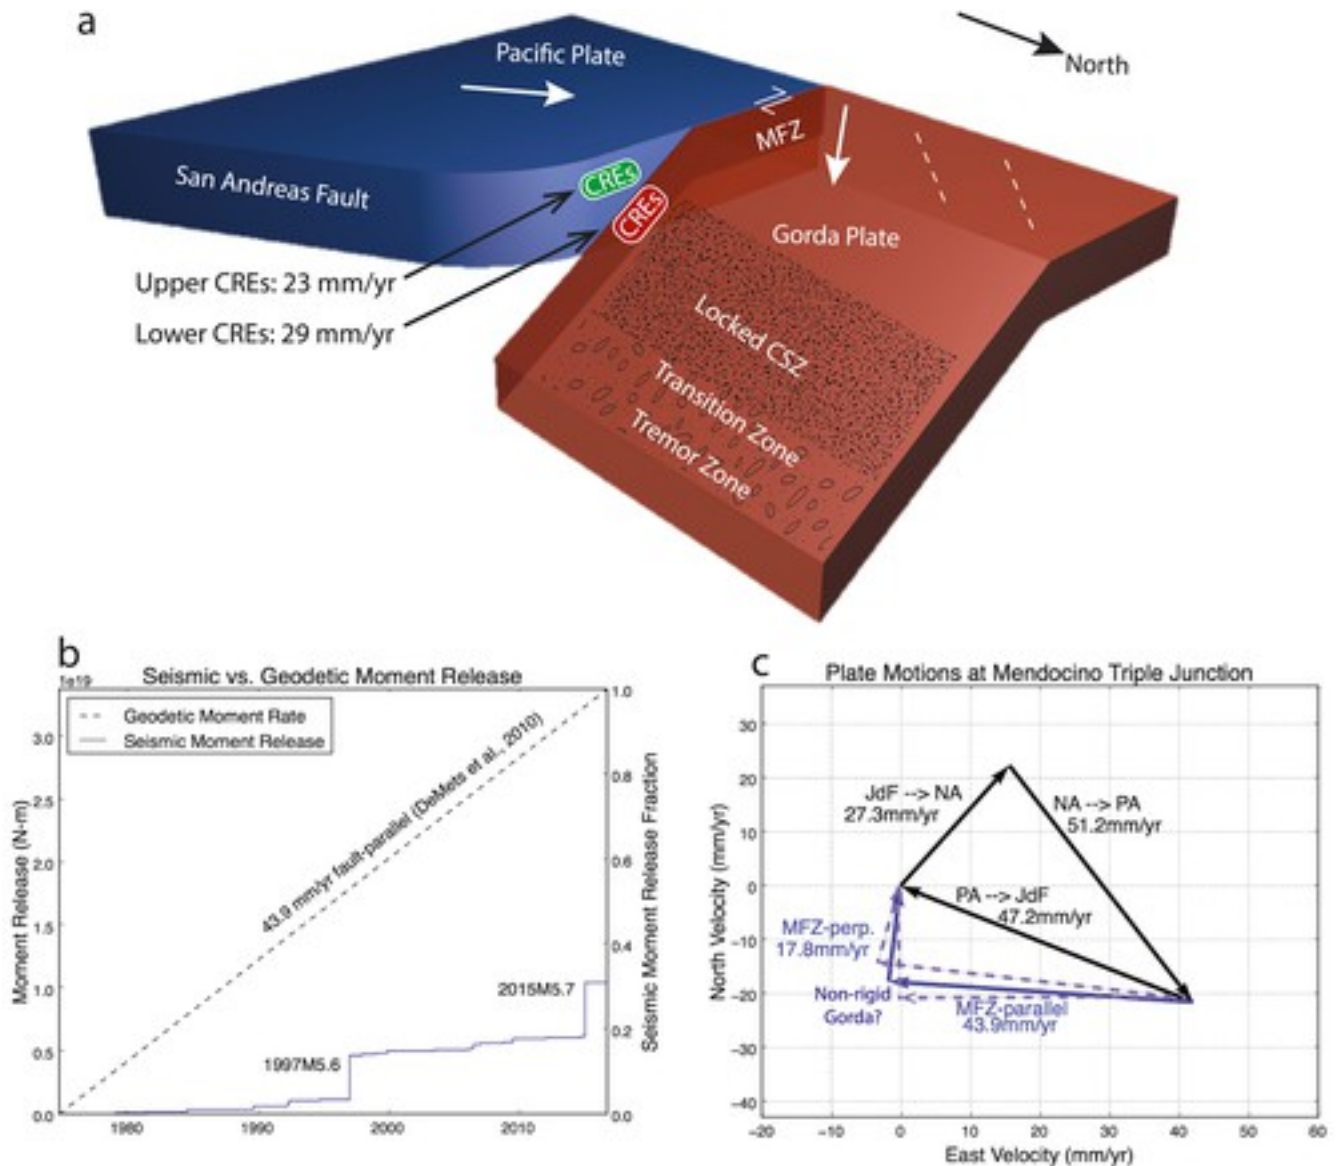 a
Pacific Plate
North
MFZ
San Andreas Fault
CREs
CREs
Gorda Plate
Upper CREs: 23 mm/yr
Lower CREs: 29 mm/yr
Locked CSZ
Transition Zone
Tremor Zone
b
Seismic vs. Geodetic Moment Release
1e19
Geodetic Moment Rate
Seismic Moment Release
43.9 mm/yr fault-parallel (DeMets et al., 2010)
2015M5.7
1997M5.6
Moment Release (N-m)
3.0
2.5
2.0
1.5
1.0
0.5
0.0
Seismic Moment Release Fraction
1.0
0.8
0.6
0.4
0.2
0.0
1980
1990
2000
2010
c
Plate Motions at Mendocino Triple Junction
JdF --> NA
27.3mm/yr
NA --> PA
51.2mm/yr
PA --> JdF
47.2mm/yr
MFZ-perp.
17.8mm/yr
Non-rigid
Gorda?
MFZ-parallel
43.9mm/yr
North Velocity (mm/yr)
30
20
10
0
−10
−20
−30
−40
−20
−10
0
10
20
30
40
50
60
East Velocity (mm/yr)